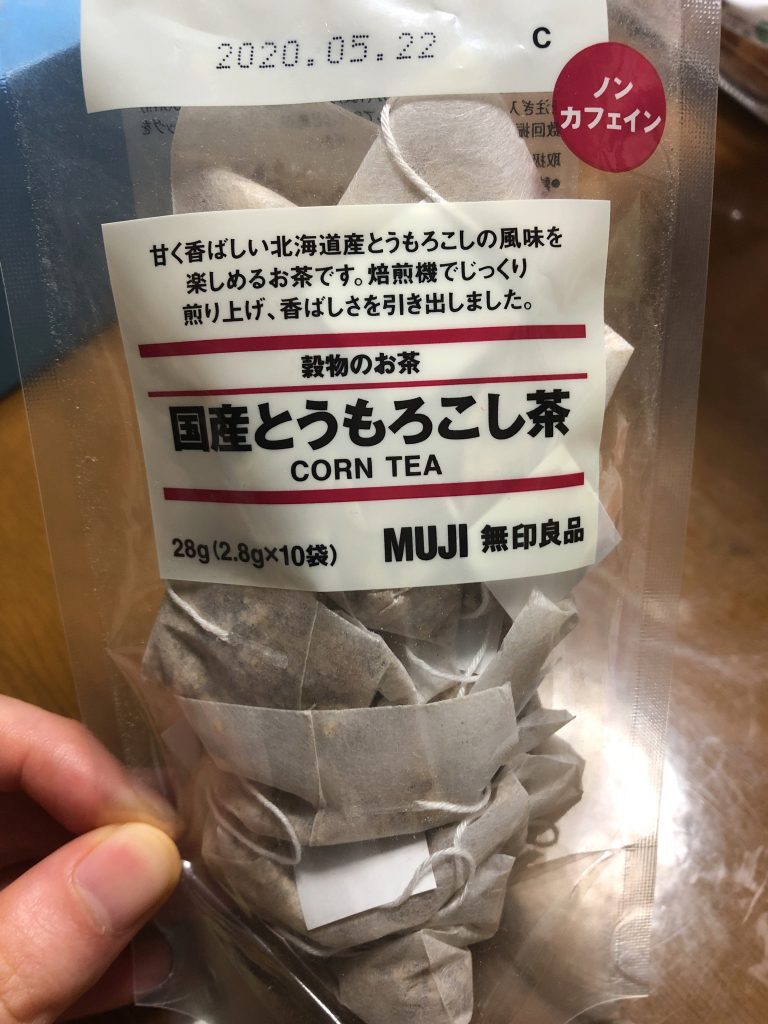 2020.05.22 C
ノン
カフェイン
甘く香ばしい北海道産とうもろこしの風味を
楽しめるお茶です。焙煎機でじっくり
煎り上げ、香ばしさを引き出しました。
穀物のお茶
国産とうもろこし茶
CORN TEA
28g(2.8g×10袋)
MUJI 無印良品